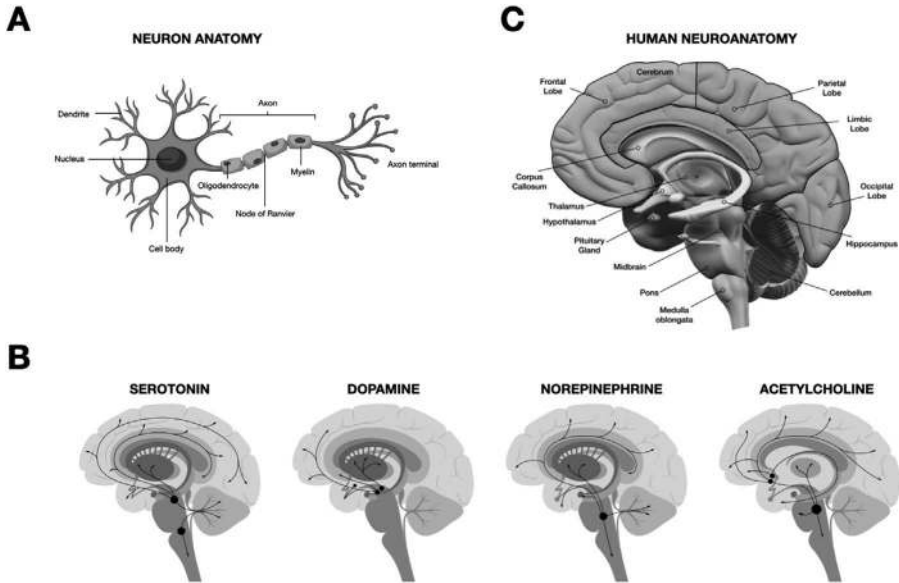 A
NEURON ANATOMY
Dendrite
Axon
Nucleus
Oligodendrocyte
Myelin
Axon terminal
Node of Ranvier
Cell body
C
HUMAN NEUROANATOMY
Cerebrum
Frontal
Lobe
Parietal
Lobe
Limbic
Lobe
Corpus
Callosum
Occipital
Lobe
Thalamus
Hypothalamus
Pituitary
Gland
Hippocampus
Midbrain
Pons
Cerebellum
Medulla
oblongata
B
SEROTONIN
DOPAMINE
NOREPINEPHRINE
ACETYLCHOLINE